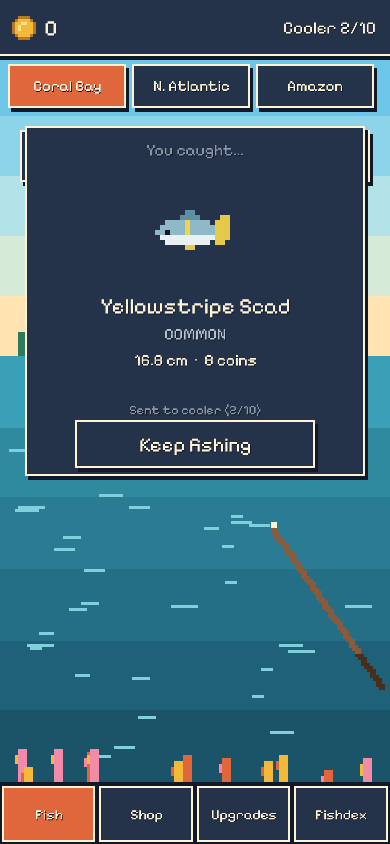 0
Cooler 2/10
Coral Bay
N. Atlantic
Amazon
You caught...
Yellowstripe Scad
COMMON
16.8 cm · 8 coins
Sent to cooler (2/10)
Keep Fishing
Fish
Shop
Upgrades
Fishdex